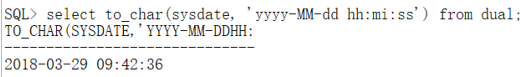 SQL> select to_char(sysdate, 'yyyy-MM-dd hh:mi:ss') from dual;
TO_CHAR(SYSDATE,'YYYY-MM-DDHH:
------------------------------
2018-03-29 09:42:36